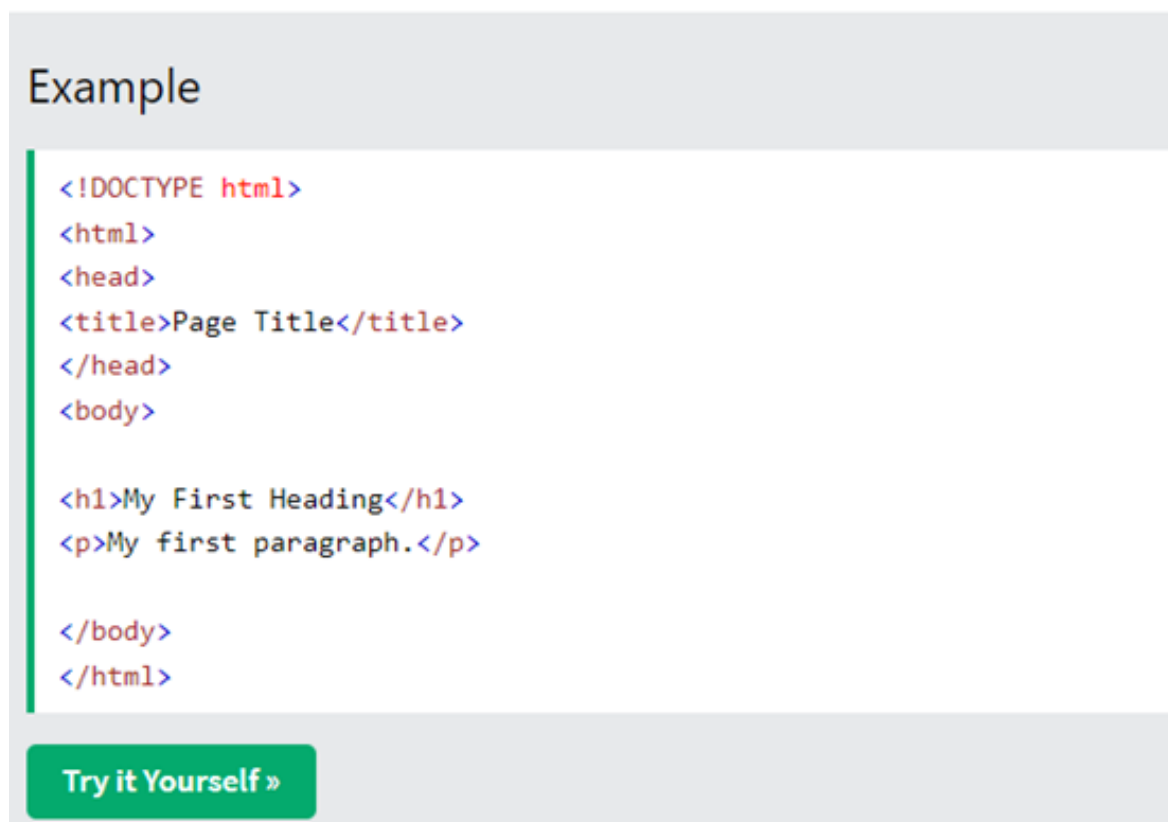 Example
<!DOCTYPE html>
<html>
<head>
<title>Page Title</title>
</head>
<body>
<h1>My First Heading</h1>
<p>My first paragraph.</p>
</body>
</html>
Try it Yourself »